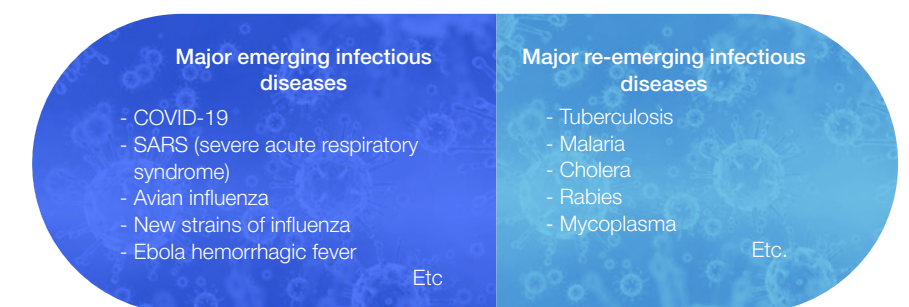 Major emerging infectious
diseases
- COVID-19
- SARS (severe acute respiratory
syndrome)
- Avian influenza
- New strains of influenza
- Ebola hemorrhagic fever
Etc
Major re-emerging infectious
diseases
- Tuberculosis
- Malaria
- Cholera
- Rabies
- Mycoplasma
Etc.